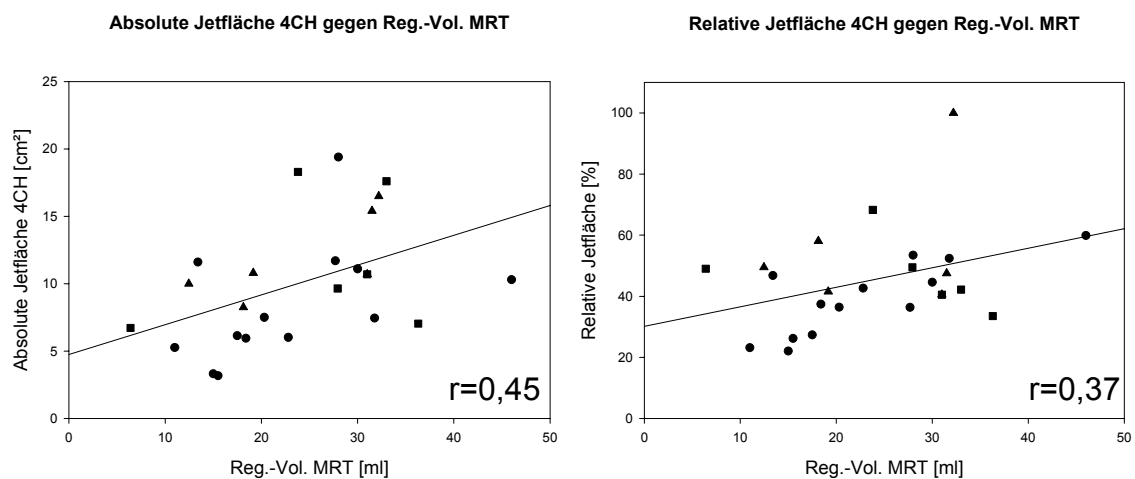 Absolute Jetfläche 4CH gegen Reg.-Vol. MRT
Absolute Jetfläche 4CH [cm²]
25
20
15
10
5
0
r=0,45
0 10 20 30 40 50
Reg.-Vol. MRT [ml]
Relative Jetfläche 4CH gegen Reg.-Vol. MRT
Relative Jetfläche [%]
100
80
60
40
20
0
r=0,37
0 10 20 30 40 50
Reg.-Vol. MRT [ml]